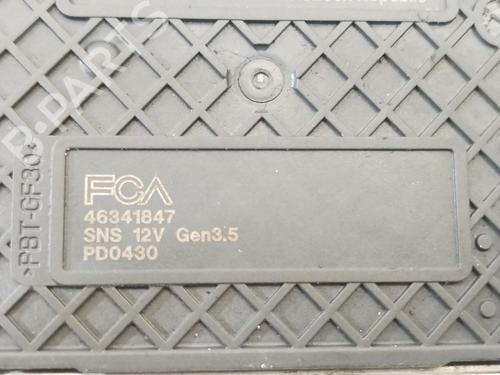 B-PARTS
FCA
46341847
SNS 12V Gen3.5
PD0430
>PBT-GF30<